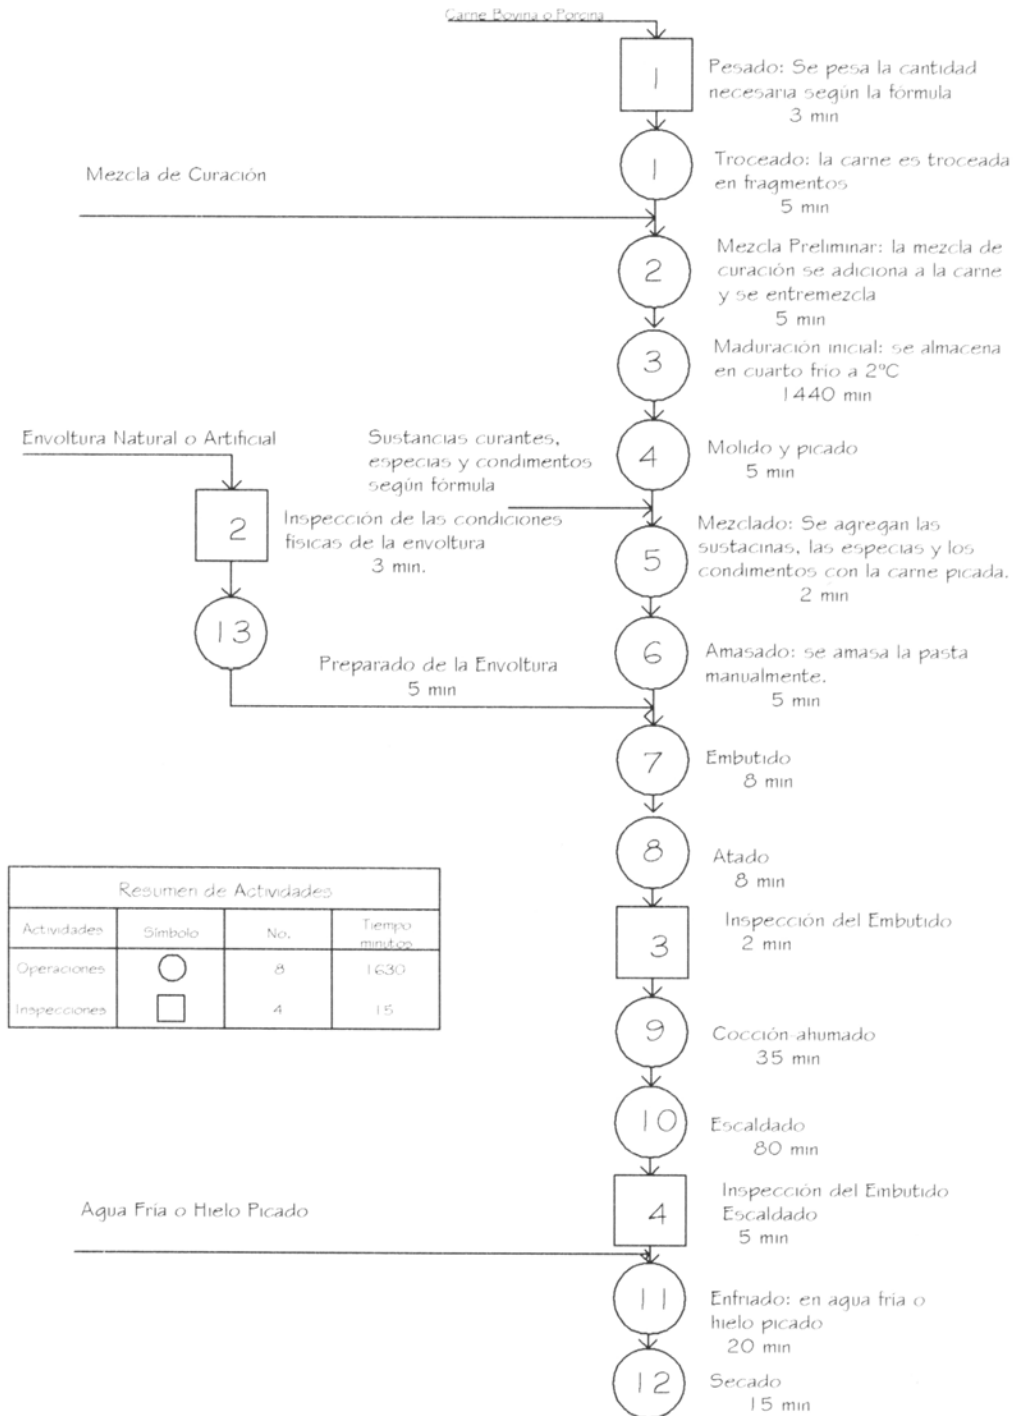 Carne Bovina o Porcina
1
Pesado: Se pesa la cantidad
necesaria según la fórmula
3 min
1
Troceado: la carne es troceada
en fragmentos
5 min
Mezcla de Curación
2
Mezcla Preliminar: la mezcla de
curación se adiciona a la carne
y se entremezcla
5 min
3
Maduración inicial: se almacena
en cuarto frío a 2ºC
1440 min
4
Molido y picado
5 min
Envoltura Natural o Artificial
Sustancias curantes,
especias y condimentos
según fórmula
2
Inspección de las condiciones
físicas de la envoltura
3 min.
5
Mezclado: Se agregan las
sustacinas, las especias y los
condimentos con la carne picada.
2 min
13
Preparado de la Envoltura
5 min
6
Amasado: se amasa la pasta
manualmente.
5 min
7
Embutido
8 min
8
Atado
8 min
3
Inspección del Embutido
2 min
Resumen de Actividades
Actividades Símbolo No. Tiempo
minutos
Operaciones 8 1630
Inspecciones 4 15
9
Cocción-ahumado
35 min
10
Escaldado
80 min
4
Inspección del Embutido
Escaldado
5 min
Agua Fría o Hielo Picado
11
Enfriado: en agua fría o
hielo picado
20 min
12
Secado
15 min